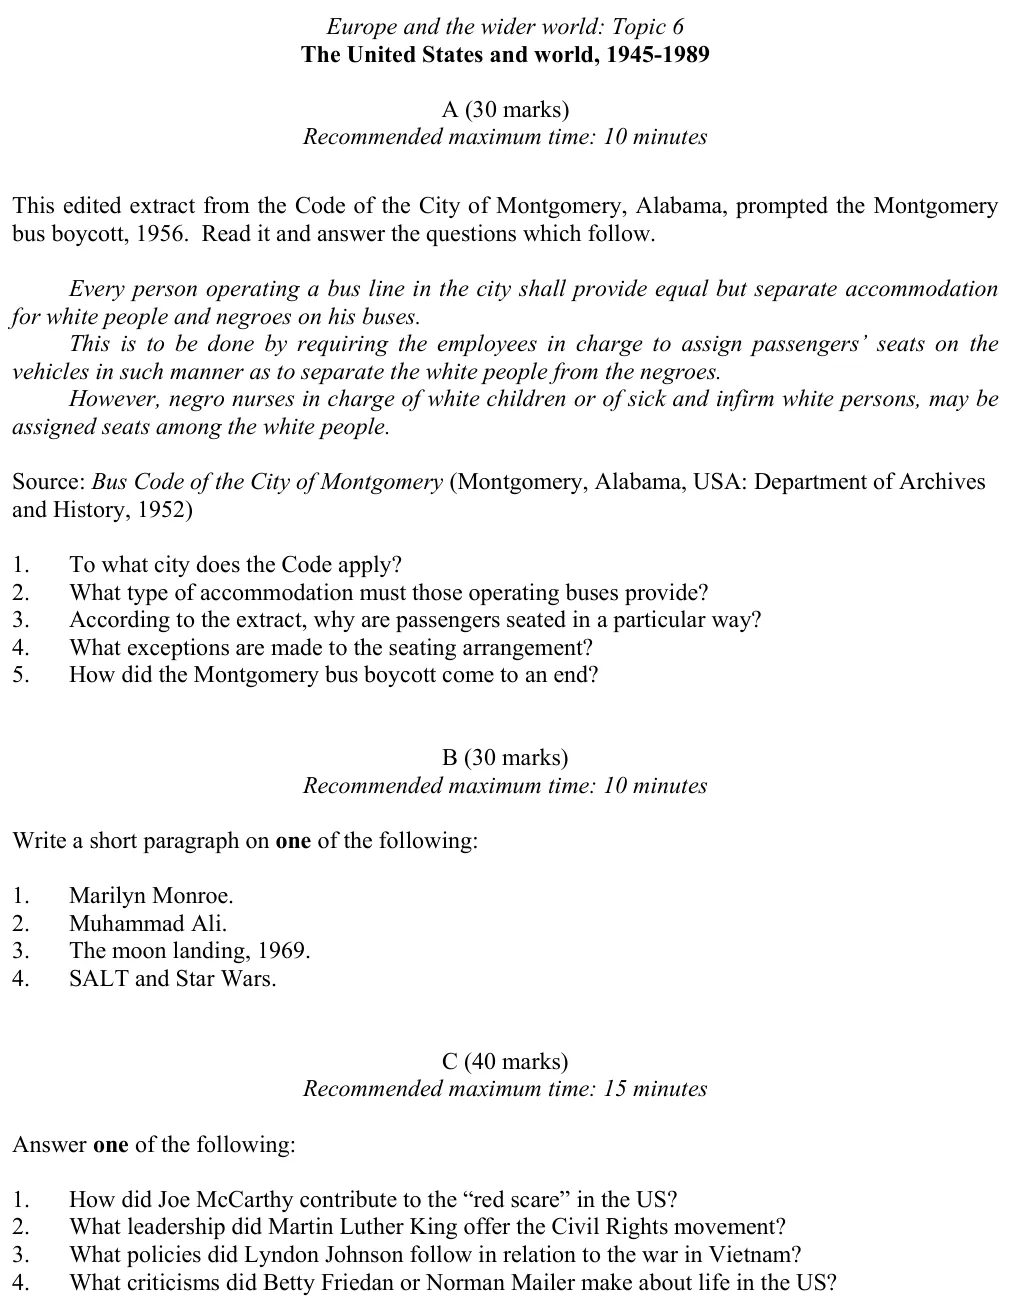 Europe and the wider world: Topic 6
The United States and world, 1945-1989
A (30 marks)
Recommended maximum time: 10 minutes
This edited extract from the Code of the City of Montgomery, Alabama, prompted the Montgomery
bus boycott, 1956.  Read it and answer the questions which follow.
Every person operating a bus line in the city shall provide equal but separate accommodation
for white people and negroes on his buses.
This is to be done by requiring the employees in charge to assign passengers’ seats on the
vehicles in such manner as to separate the white people from the negroes.
However, negro nurses in charge of white children or of sick and infirm white persons, may be
assigned seats among the white people.
Source: Bus Code of the City of Montgomery (Montgomery, Alabama, USA: Department of Archives
and History, 1952)
1. To what city does the Code apply?
2. What type of accommodation must those operating buses provide?
3. According to the extract, why are passengers seated in a particular way?
4. What exceptions are made to the seating arrangement?
5. How did the Montgomery bus boycott come to an end?
B (30 marks)
Recommended maximum time: 10 minutes
Write a short paragraph on one of the following:
1. Marilyn Monroe.
2. Muhammad Ali.
3. The moon landing, 1969.
4. SALT and Star Wars.
C (40 marks)
Recommended maximum time: 15 minutes
Answer one of the following:
1. How did Joe McCarthy contribute to the “red scare” in the US?
2. What leadership did Martin Luther King offer the Civil Rights movement?
3. What policies did Lyndon Johnson follow in relation to the war in Vietnam?
4. What criticisms did Betty Friedan or Norman Mailer make about life in the US?